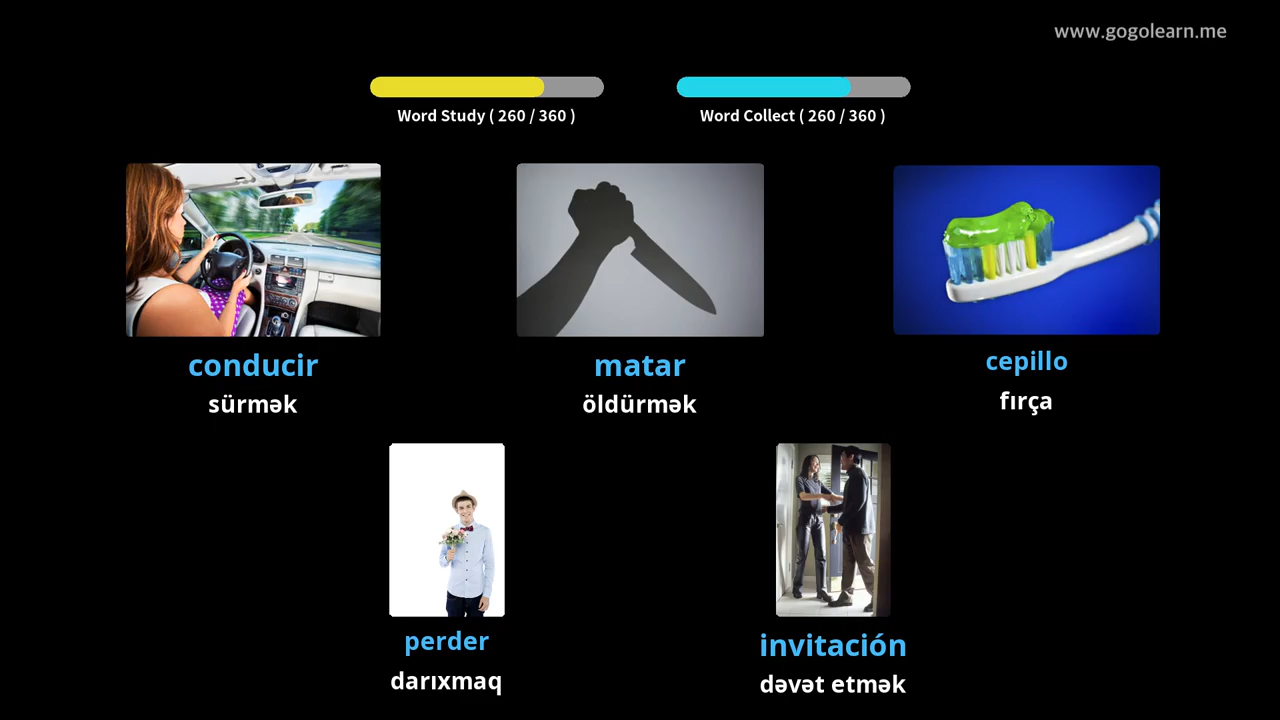 www.gogolearn.me
Word Study ( 260 / 360 )
Word Collect ( 260 / 360 )
conducir
sürmək
matar
öldürmək
cepillo
fırça
perder
darıxmaq
invitación
dəvət etmək